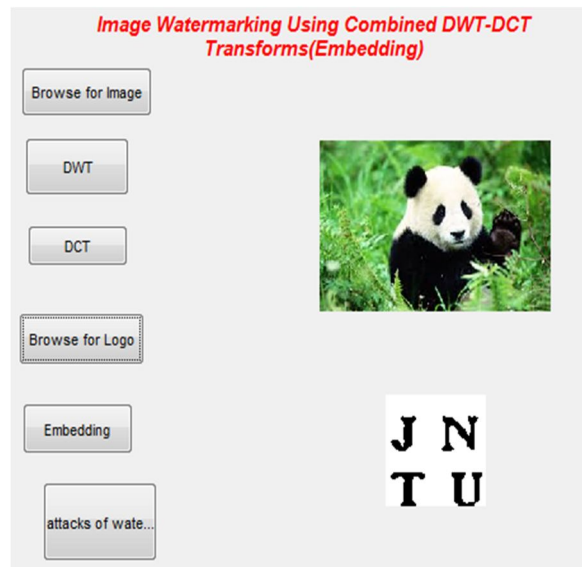 Image Watermarking Using Combined DWT-DCT
Transforms(Embedding)
Browse for Image
DWT
DCT
Browse for Logo
Embedding
J N
T U
attacks of wate...